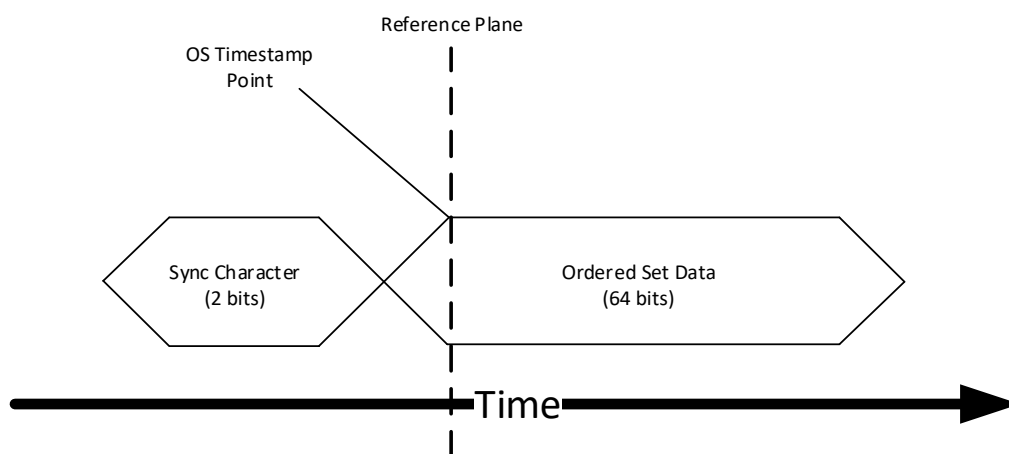 Reference Plane
OS Timestamp
Point
Sync Character
(2 bits)
Ordered Set Data
(64 bits)
Time